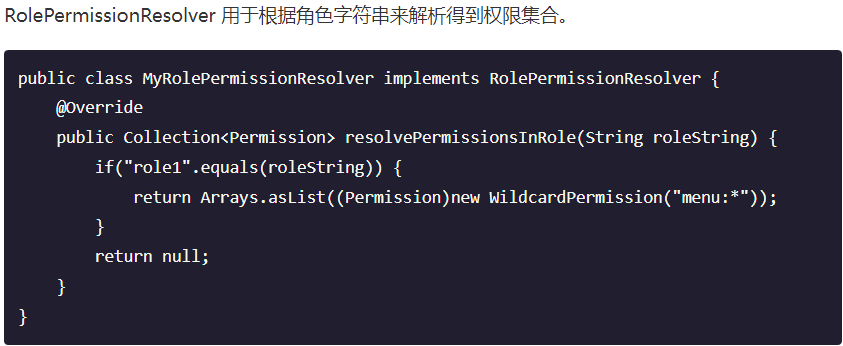 RolePermissionResolver 用于根据角色字符串来解析得到权限集合。
public class MyRolePermissionResolver implements RolePermissionResolver {
    @Override
    public Collection<Permission> resolvePermissionsInRole(String roleString) {
        if("role1".equals(roleString)) {
            return Arrays.asList((Permission)new WildcardPermission("menu:*"));
        }
        return null;
    }
}